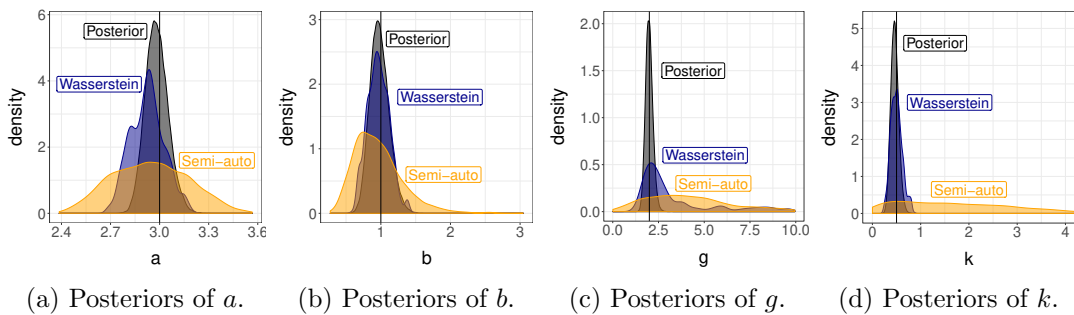 6
4
2
0
density
Posterior
Wasserstein
Semi−auto
2.4 2.7 3.0 3.3 3.6
a
3
2
1
0
density
Posterior
Wasserstein
Semi−auto
1 2 3
b
2.0
1.5
1.0
0.5
0.0
density
Posterior
Wasserstein
Semi−auto
0.0 2.5 5.0 7.5 10.0
g
5
4
3
2
1
0
density
Posterior
Wasserstein
Semi−auto
0 1 2 3 4
k
(a) Posteriors of a. (b) Posteriors of b. (c) Posteriors of g. (d) Posteriors of k.